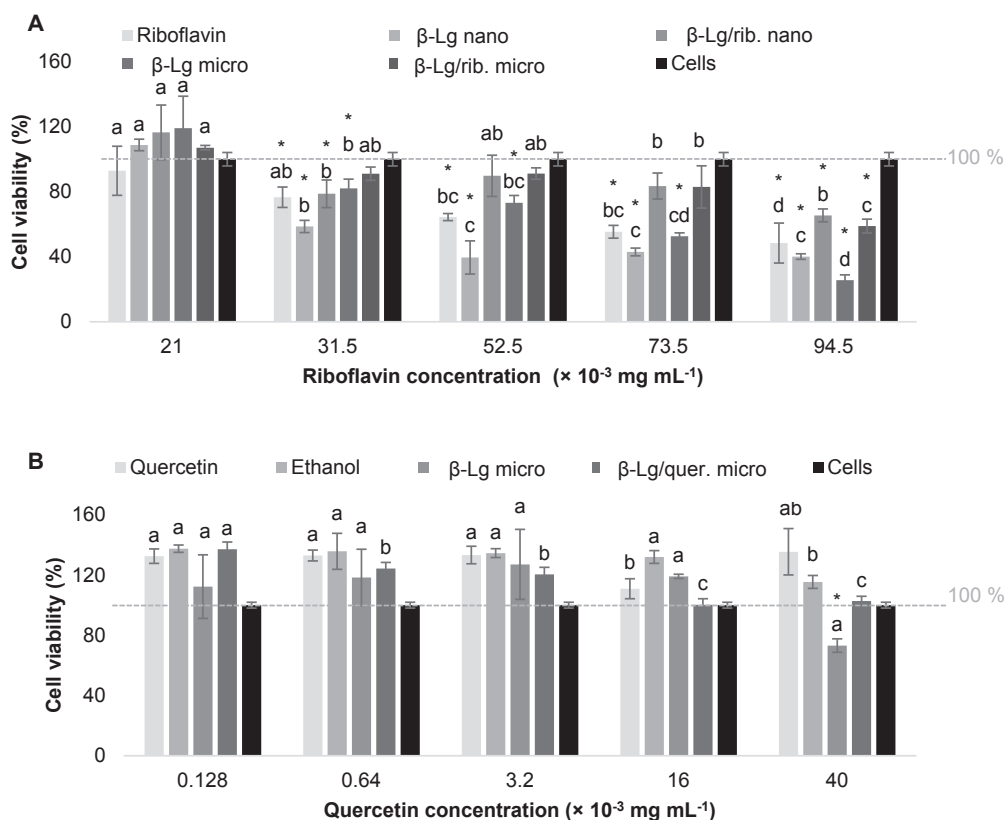 A
Riboflavin β-Lg nano β-Lg/rib. nano
β-Lg micro β-Lg/rib. micro Cells
160
120
80
40
0
Cell viability (%)
a a a a a
* ab * b * b * b ab
* bc * c ab * bc ab
* bc * c b * cd b
* d * c * b * d * c
100 %
21 31.5 52.5 73.5 94.5
Riboflavin concentration (× 10⁻³ mg mL⁻¹)
B
Quercetin Ethanol β-Lg micro β-Lg/quer. micro Cells
160
120
80
40
0
Cell viability (%)
a a a a
a a a b
a a a b
b a a c
ab b * a c
100 %
0.128 0.64 3.2 16 40
Quercetin concentration (× 10⁻³ mg mL⁻¹)